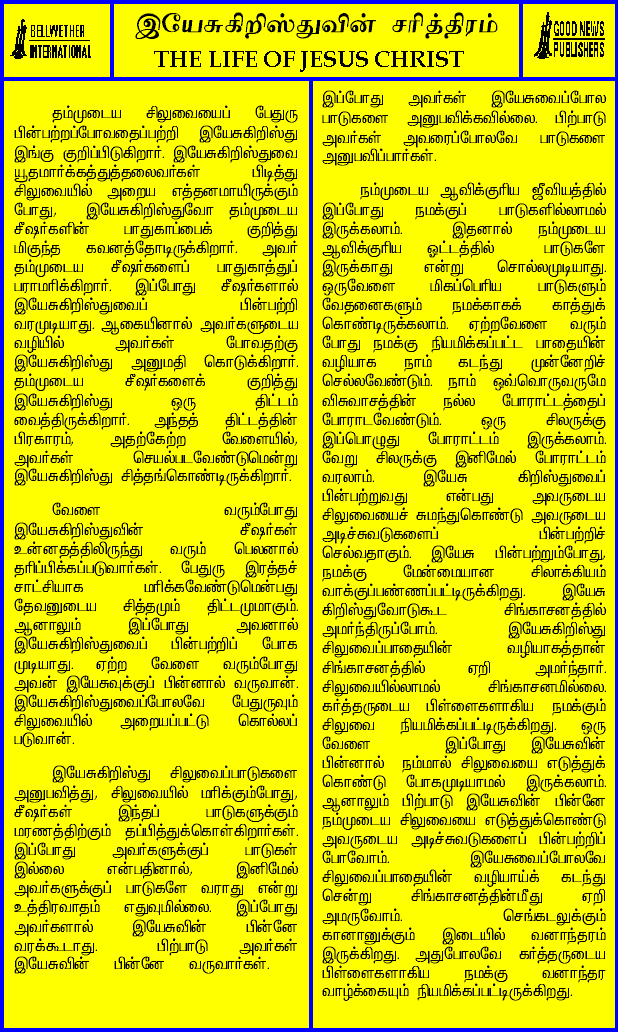 BELLWETHER
INTERNATIONAL
இயேசுகிறிஸ்துவின் சரித்திரம்
THE LIFE OF JESUS CHRIST
GOOD NEWS
PUBLISHERS
தம்முடைய சிலுவையைப் பேதுரு
பின்பற்றப்போவதைப்பற்றி இயேசுகிறிஸ்து
இங்கு குறிப்பிடுகிறார். இயேசுகிறிஸ்துவை
யூதமார்க்கத்துத்தலைவர்கள் பிடித்து
சிலுவையில் அறைய எத்தனமாயிருக்கும்
போது, இயேசுகிறிஸ்துவோ தம்முடைய
சீஷர்களின் பாதுகாப்பைக் குறித்து
மிகுந்த கவனத்தோடிருக்கிறார். அவர்
தம்முடைய சீஷர்களைப் பாதுகாத்துப்
பராமரிக்கிறார். இப்போது சீஷர்களால்
இயேசுகிறிஸ்துவைப் பின்பற்றி
வரமுடியாது. ஆகையினால் அவர்களுடைய
வழியில் அவர்கள் போவதற்கு
இயேசுகிறிஸ்து அனுமதி கொடுக்கிறார்.
தம்முடைய சீஷர்களைக் குறித்து
இயேசுகிறிஸ்து ஒரு திட்டம்
வைத்திருக்கிறார். அந்தத் திட்டத்தின்
பிரகாரம், அதற்கேற்ற வேளையில்,
அவர்கள் செயல்படவேண்டுமென்று
இயேசுகிறிஸ்து சித்தங்கொண்டிருக்கிறார்.
வேளை வரும்போது
இயேசுகிறிஸ்துவின் சீஷர்கள்
உன்னதத்திலிருந்து வரும் பெலனால்
தரிப்பிக்கப்படுவார்கள். பேதுரு இரத்தச்
சாட்சியாக மரிக்கவேண்டுமென்பது
தேவனுடைய சித்தமும் திட்டமுமாகும்.
ஆனாலும் இப்போது அவனால்
இயேசுகிறிஸ்துவைப் பின்பற்றிப் போக
முடியாது. ஏற்ற வேளை வரும்போது
அவன் இயேசுவுக்குப் பின்னால் வருவான்.
இயேசுகிறிஸ்துவைப்போலவே பேதுருவும்
சிலுவையில் அறையப்பட்டு கொல்லப்
படுவான்.
இயேசுகிறிஸ்து சிலுவைப்பாடுகளை
அனுபவித்து, சிலுவையில் மரிக்கும்போது,
சீஷர்கள் இந்தப் பாடுகளுக்கும்
மரணத்திற்கும் தப்பித்துக்கொள்கிறார்கள்.
இப்போது அவர்களுக்குப் பாடுகள்
இல்லை என்பதினால், இனிமேல்
அவர்களுக்குப் பாடுகளே வராது என்று
உத்திரவாதம் எதுவுமில்லை. இப்போது
அவர்களால் இயேசுவின் பின்னே
வரக்கூடாது. பிற்பாடு அவர்கள்
இயேசுவின் பின்னே வருவார்கள்.
இப்போது அவர்கள் இயேசுவைப்போல
பாடுகளை அனுபவிக்கவில்லை. பிற்பாடு
அவர்கள் அவரைப்போலவே பாடுகளை
அனுபவிப்பார்கள்.
நம்முடைய ஆவிக்குரிய ஜீவியத்தில்
இப்போது நமக்குப் பாடுகளில்லாமல்
இருக்கலாம். இதனால் நம்முடைய
ஆவிக்குரிய ஓட்டத்தில் பாடுகளே
இருக்காது என்று சொல்லமுடியாது.
ஒருவேளை மிகப்பெரிய பாடுகளும்
வேதனைகளும் நமக்காகக் காத்துக்
கொண்டிருக்கலாம். ஏற்றவேளை வரும்
போது நமக்கு நியமிக்கப்பட்ட பாதையின்
வழியாக நாம் கடந்து முன்னேறிச்
செல்லவேண்டும். நாம் ஒவ்வொருவருமே
விசுவாசத்தின் நல்ல போராட்டத்தைப்
போராடவேண்டும். ஒரு சிலருக்கு
இப்பொழுது போராட்டம் இருக்கலாம்.
வேறு சிலருக்கு இனிமேல் போராட்டம்
வரலாம். இயேசு கிறிஸ்துவைப்
பின்பற்றுவது என்பது அவருடைய
சிலுவையைச் சுமந்துகொண்டு அவருடைய
அடிச்சுவடுகளைப் பின்பற்றிச்
செல்வதாகும். இயேசு பின்பற்றும்போது,
நமக்கு மேன்மையான சிலாக்கியம்
வாக்குப்பண்ணப்பட்டிருக்கிறது. இயேசு
கிறிஸ்துவோடுகூட சிங்காசனத்தில்
அமர்ந்திருப்போம். இயேசுகிறிஸ்து
சிலுவைப்பாதையின் வழியாகத்தான்
சிங்காசனத்தில் ஏறி அமர்ந்தார்.
சிலுவையில்லாமல் சிங்காசனமில்லை.
கர்த்தருடைய பிள்ளைகளாகிய நமக்கும்
சிலுவை நியமிக்கப்பட்டிருக்கிறது. ஒரு
வேளை இப்போது இயேசுவின்
பின்னால் நம்மால் சிலுவையை எடுத்துக்
கொண்டு போகமுடியாமல் இருக்கலாம்.
ஆனாலும் பிற்பாடு இயேசுவின் பின்னே
நம்முடைய சிலுவையை எடுத்துக்கொண்டு
அவருடைய அடிச்சுவடுகளைப் பின்பற்றிப்
போவோம். இயேசுவைப்போலவே
சிலுவைப்பாதையின் வழியாய்க் கடந்து
சென்று சிங்காசனத்தின்மீது ஏறி
அமருவோம். செங்கடலுக்கும்
கானானுக்கும் இடையில் வனாந்தரம்
இருக்கிறது. அதுபோலவே கர்த்தருடைய
பிள்ளைகளாகிய நமக்கு வனாந்தர
வாழ்க்கையும் நியமிக்கப்பட்டிருக்கிறது.